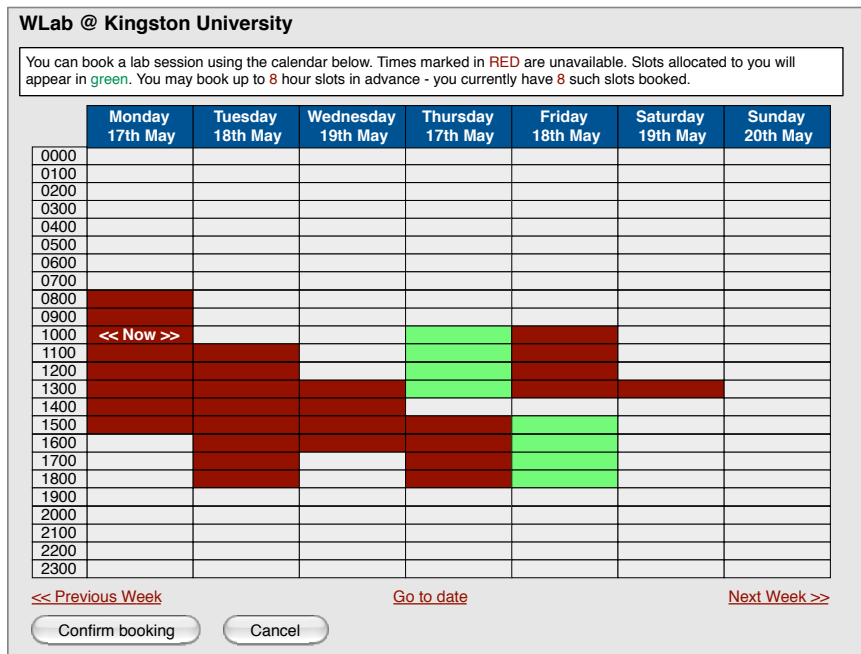 WLab @ Kingston University
You can book a lab session using the calendar below. Times marked in RED are unavailable. Slots allocated to you will
appear in green. You may book up to 8 hour slots in advance - you currently have 8 such slots booked.
Monday Tuesday Wednesday Thursday Friday Saturday Sunday
17th May 18th May 19th May 17th May 18th May 19th May 20th May
0000
0100
0200
0300
0400
0500
0600
0700
0800
0900
1000 << Now >>
1100
1200
1300
1400
1500
1600
1700
1800
1900
2000
2100
2200
2300
<< Previous Week Go to date Next Week >>
Confirm booking Cancel